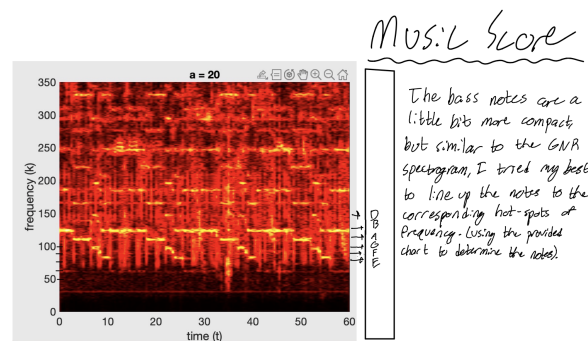 Music Score
a = 20
350
300
250
200
150
100
50
0
frequency (k)
0 10 20 30 40 50 60
time (t)
D
B
A
G
F
E
The bass notes are a
little bit more compact,
but similar to the GNR
spectrogram, I tried my best
to line up the notes to the
corresponding hot-spots of
frequency. (using the provided
chart to determine the notes).